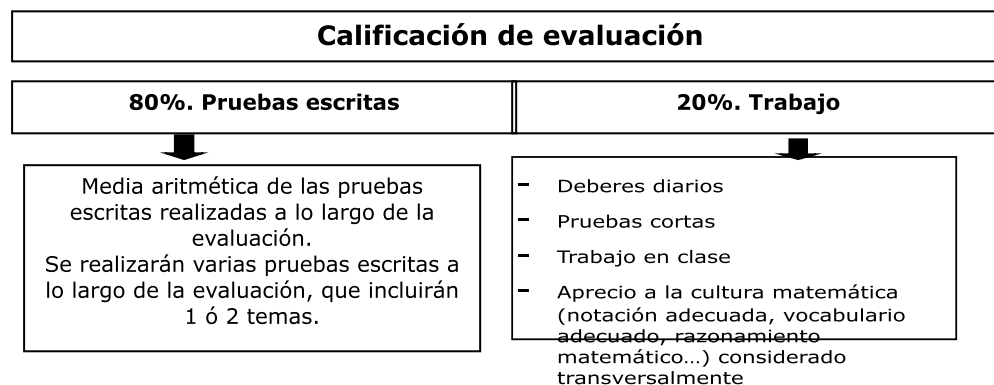 Calificación de evaluación
80%. Pruebas escritas
20%. Trabajo
Media aritmética de las pruebas
escritas realizadas a lo largo de la
evaluación.
Se realizarán varias pruebas escritas a
lo largo de la evaluación, que incluirán
1 ó 2 temas.
- Deberes diarios
- Pruebas cortas
- Trabajo en clase
- Aprecio a la cultura matemática
(notación adecuada, vocabulario
adecuado, razonamiento
matemático...) considerado
transversalmente